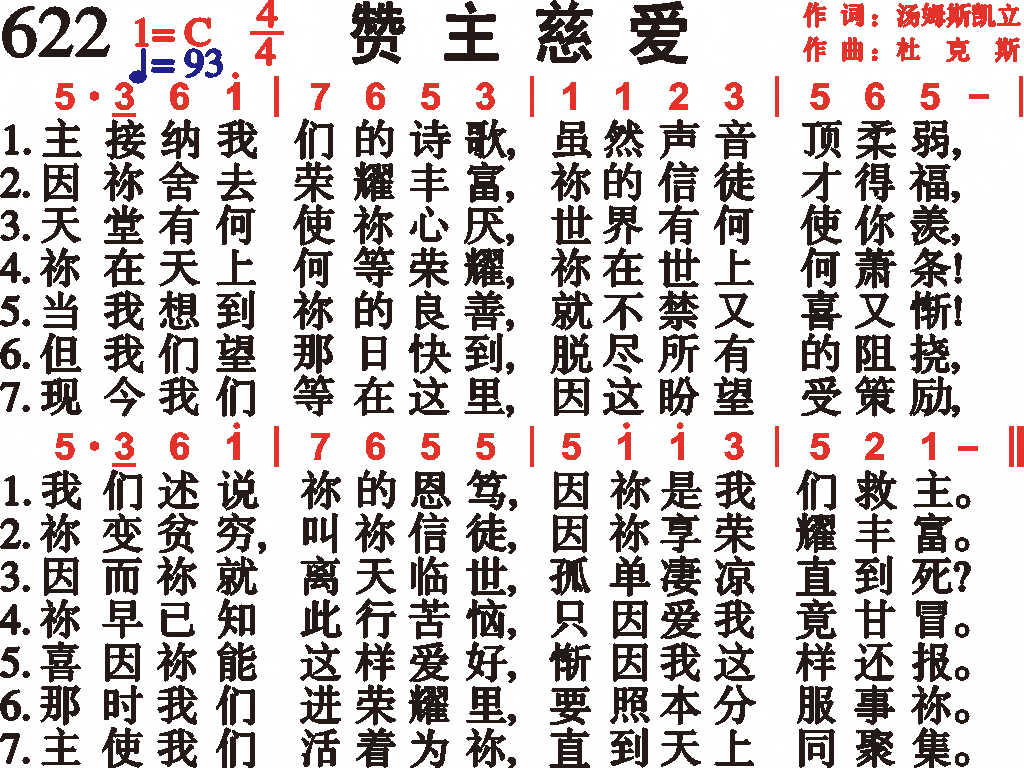 622 1=C 4/4 赞主慈爱 作词：汤姆斯凯立
♩=93 作曲：杜克斯
5·3 6 i | 7 6 5 3 | 1 1 2 3 | 5 6 5 – |
1.主接纳我们的诗歌,虽然声音顶柔弱,
2.因祢舍去荣耀丰富,祢的信徒才得福,
3.天堂有何使祢心厌,世界有何使你羡,
4.祢在天上何等荣耀,祢在世上何萧条!
5.当我想到祢的良善,就不禁又喜又惭!
6.但我们望那日快到,脱尽所有的阻挠,
7.现今我们等在这里,因这盼望受策励,
5·3 6 i | 7 6 5 5 | 5 i i 3 | 5 2 1 – ‖
1.我们述说祢的恩笃,因祢是我们救主。
2.祢变贫穷,叫祢信徒,因祢享荣耀丰富。
3.因而祢就离天临世,孤单凄凉直到死?
4.祢早已知此行苦恼,只因爱我竟甘冒。
5.喜因祢能这样爱好,惭因我这样还报。
6.那时我们进荣耀里,要照本分服事祢。
7.主使我们活着为祢,直到天上同聚集。